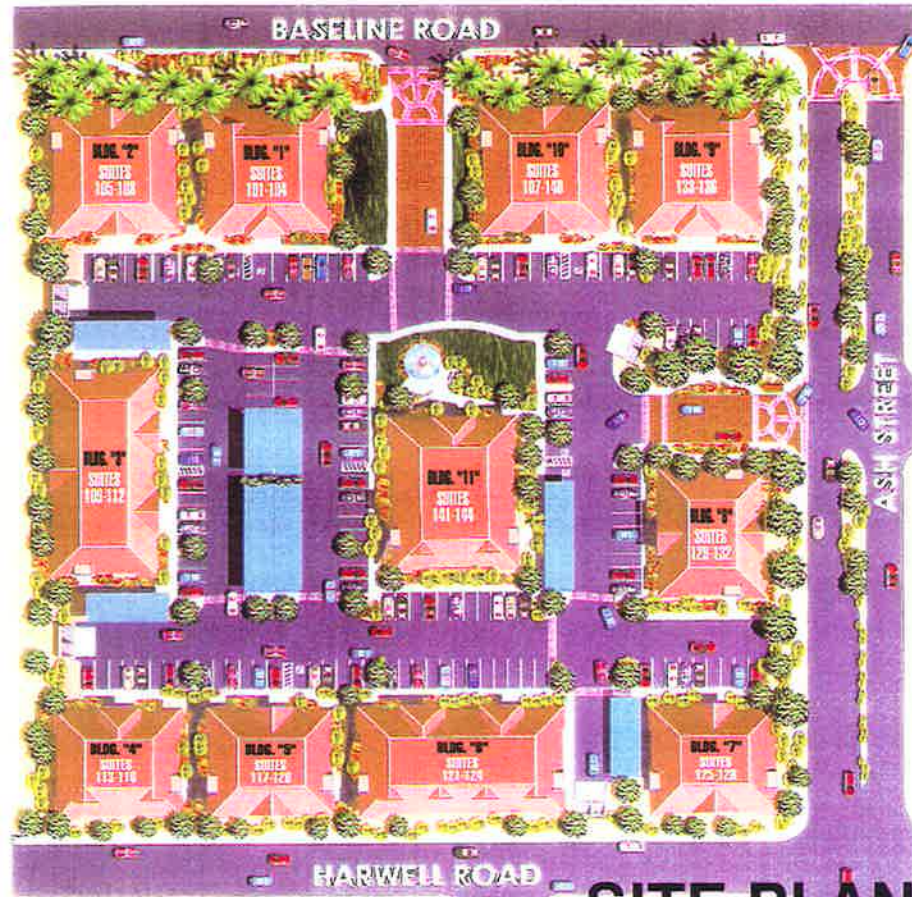 BASELINE ROAD
BLDG. "2"
SUITES
105-108
BLDG. "1"
SUITES
101-104
BLDG. "10"
SUITES
137-140
BLDG. "9"
SUITES
133-136
ASH STREET
BLDG. "3"
SUITES
109-112
BLDG. "11"
SUITES
141-144
BLDG. "8"
SUITES
129-132
BLDG. "4"
SUITES
113-116
BLDG. "5"
SUITES
117-120
BLDG. "6"
SUITES
121-124
BLDG. "7"
SUITES
125-128
HARWELL ROAD
SITE PLAN